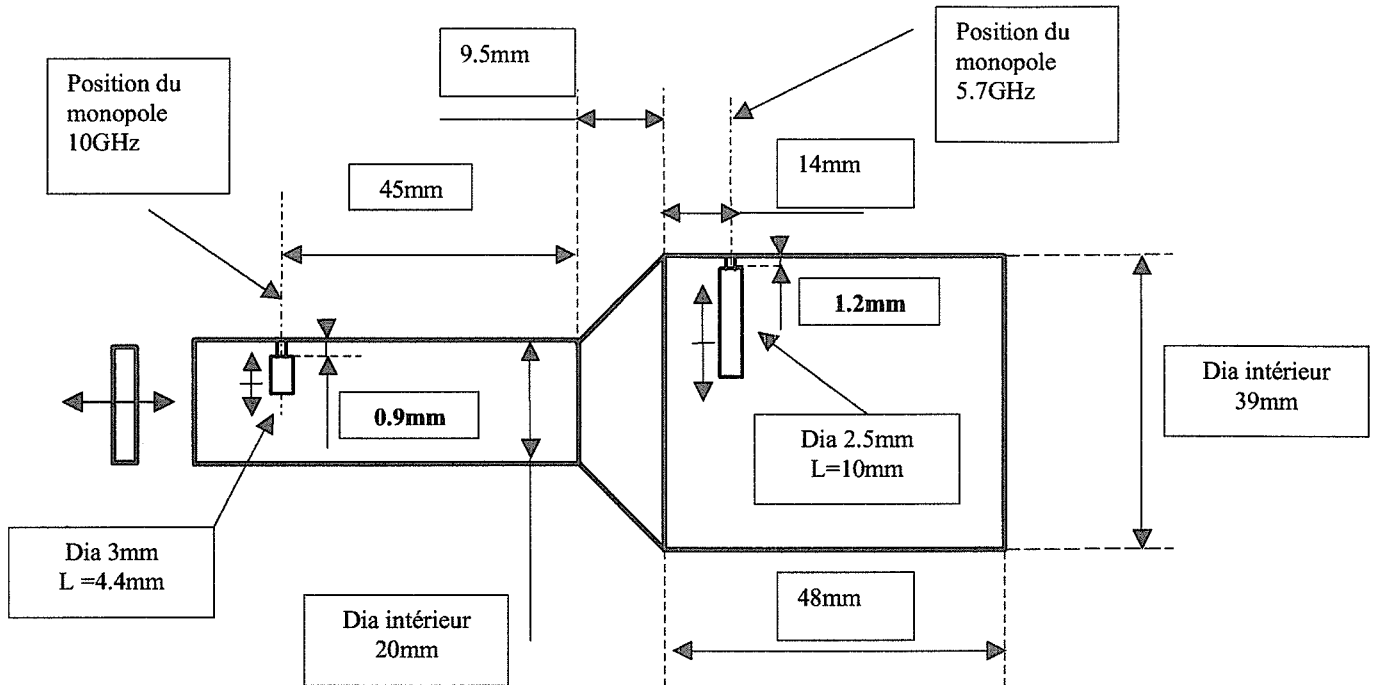 Position du
monopole
10GHz
9.5mm
Position du
monopole
5.7GHz
45mm
14mm
0.9mm
1.2mm
Dia intérieur
39mm
Dia 2.5mm
L=10mm
Dia 3mm
L =4.4mm
Dia intérieur
20mm
48mm